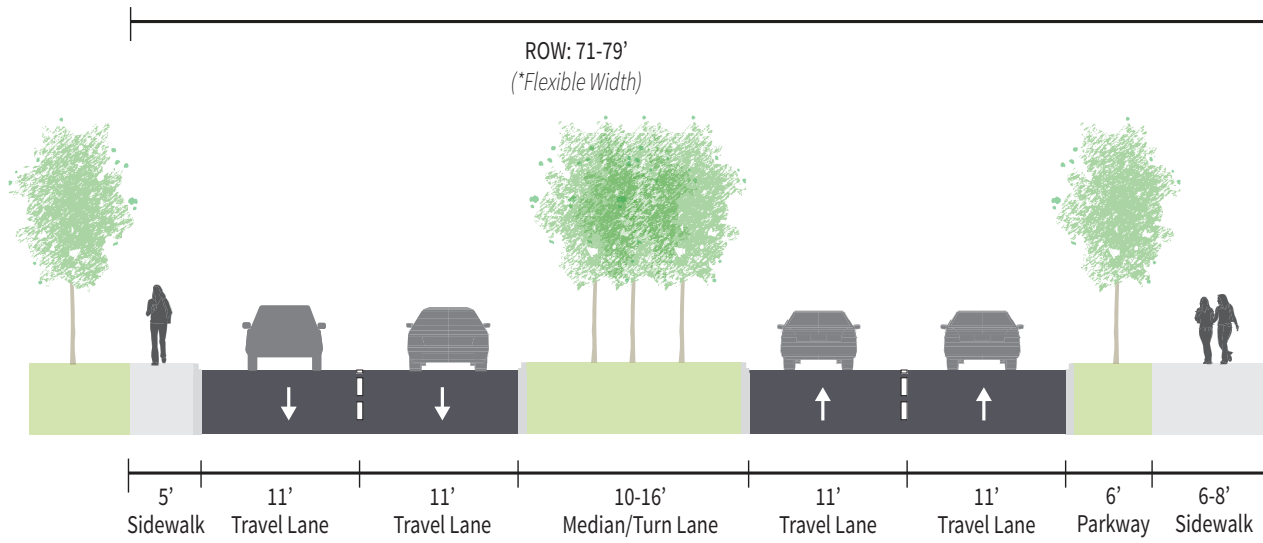 ROW: 71-79’
(*Flexible Width)
5’ 11’ 11’ 10-16’ 11’ 11’ 6’ 6-8’
Sidewalk Travel Lane Travel Lane Median/Turn Lane Travel Lane Travel Lane Parkway Sidewalk